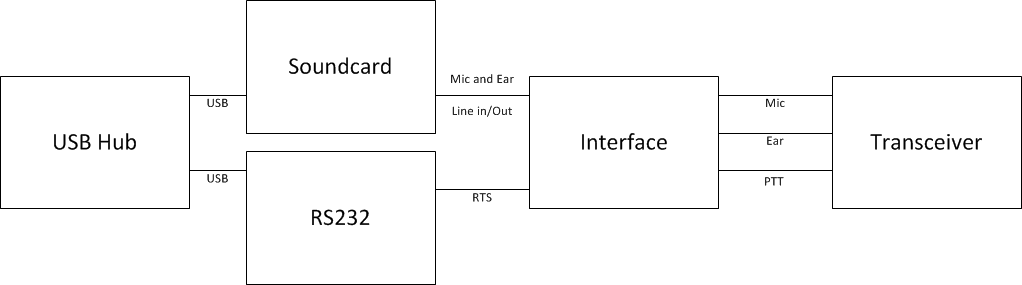 Soundcard
Mic and Ear
USB
Line in/Out
Mic
USB Hub
Interface
Ear
Transceiver
USB
PTT
RTS
RS232